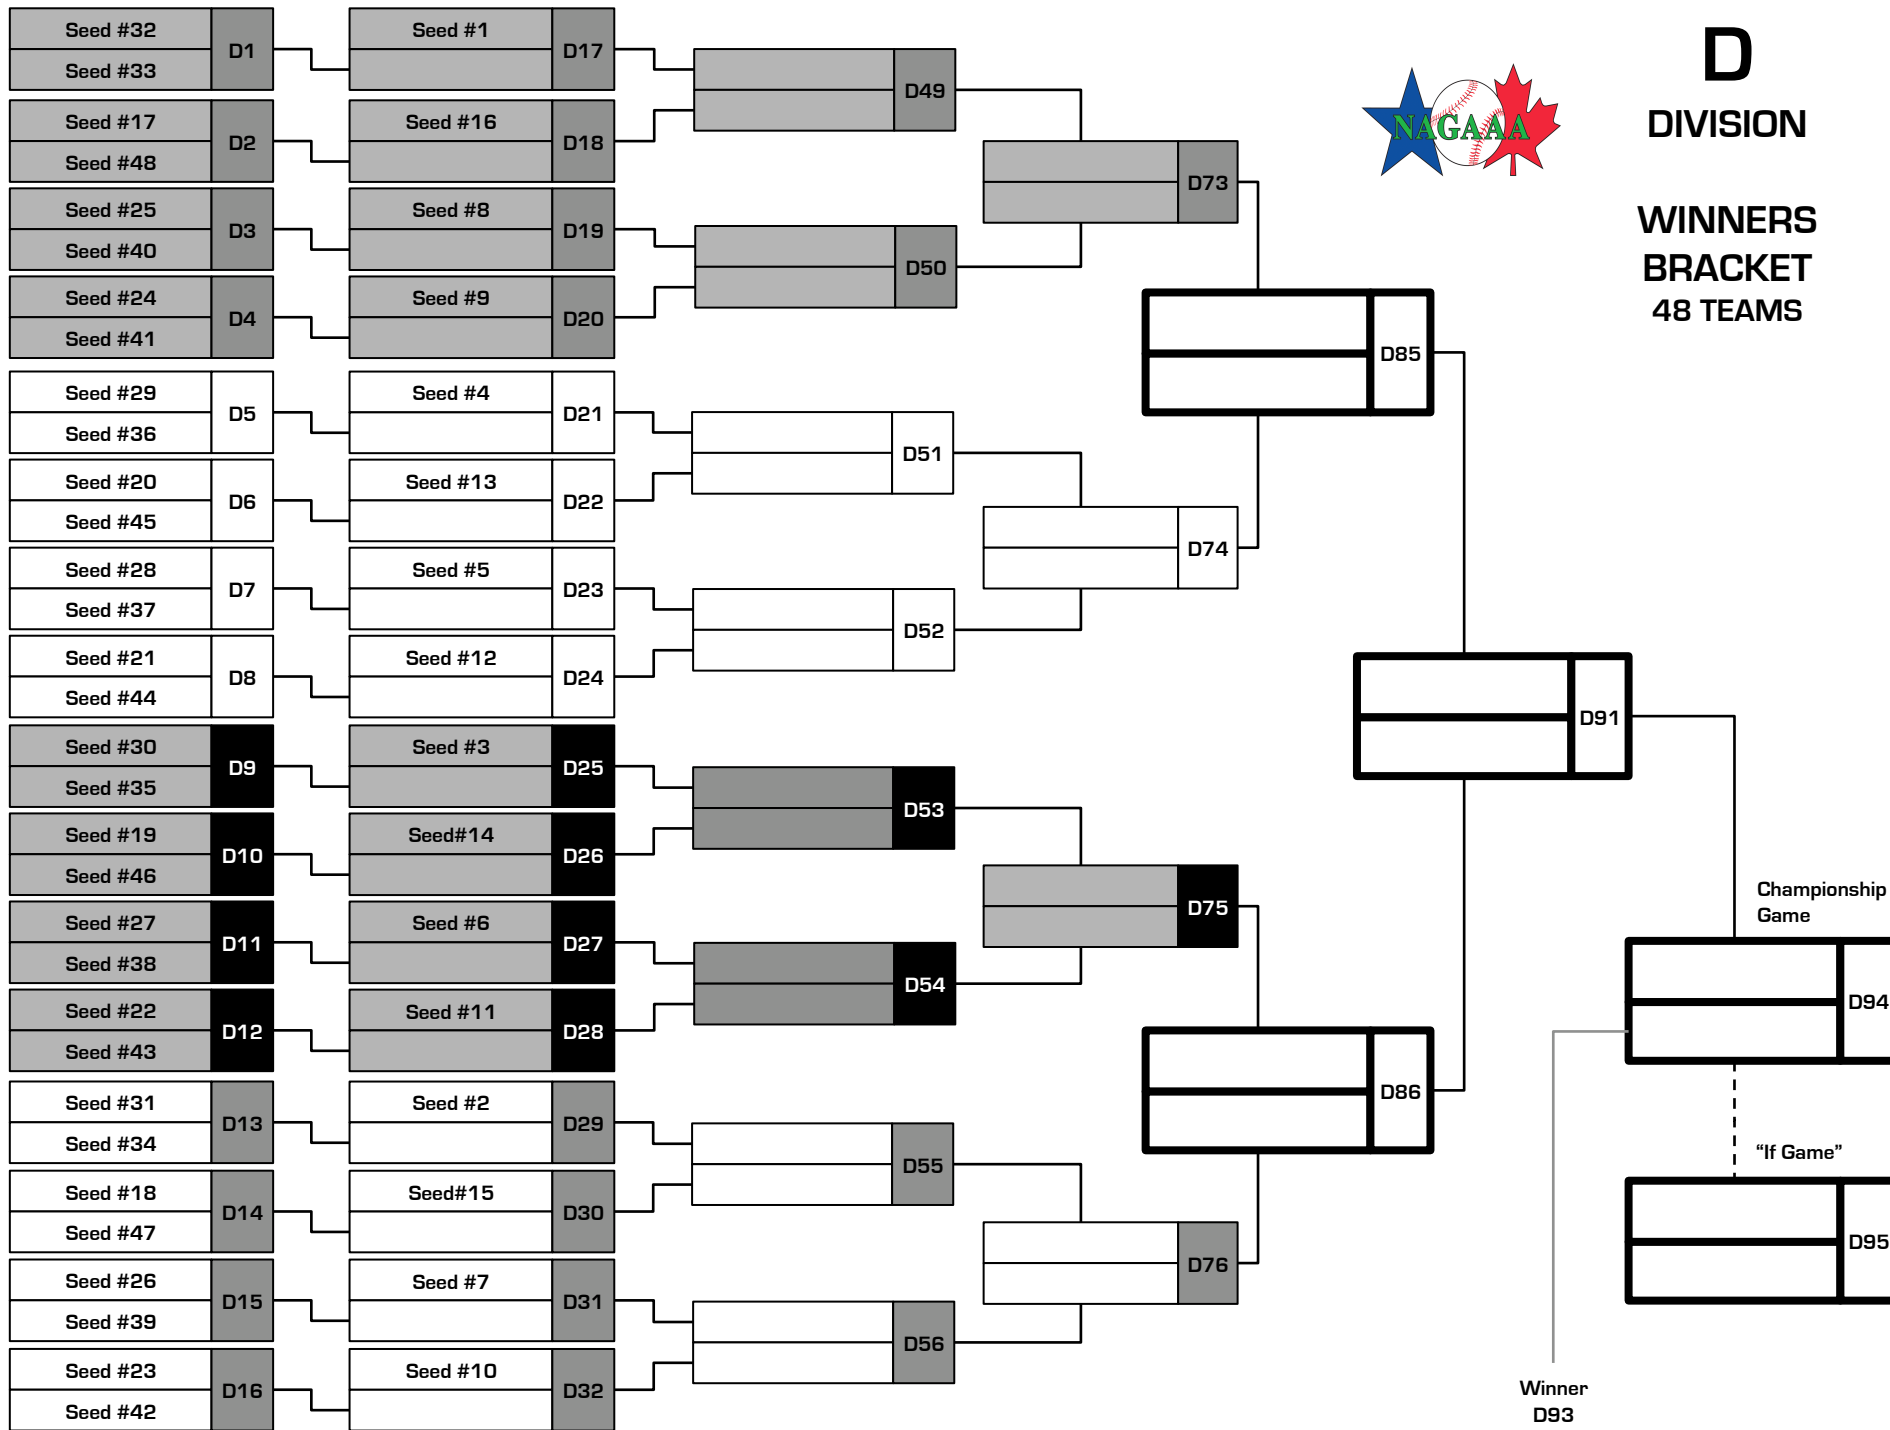 D
DIVISION
NAGAAA
WINNERS
BRACKET
48 TEAMS
Seed #32
Seed #33
D1
Seed #17
Seed #48
D2
Seed #25
Seed #40
D3
Seed #24
Seed #41
D4
Seed #29
Seed #36
D5
Seed #20
Seed #45
D6
Seed #28
Seed #37
D7
Seed #21
Seed #44
D8
Seed #30
Seed #35
D9
Seed #19
Seed #46
D10
Seed #27
Seed #38
D11
Seed #22
Seed #43
D12
Seed #31
Seed #34
D13
Seed #18
Seed #47
D14
Seed #26
Seed #39
D15
Seed #23
Seed #42
D16
Seed #1
D17
Seed #16
D18
Seed #8
D19
Seed #9
D20
Seed #4
D21
Seed #13
D22
Seed #5
D23
Seed #12
D24
Seed #3
D25
Seed#14
D26
Seed #6
D27
Seed #11
D28
Seed #2
D29
Seed#15
D30
Seed #7
D31
Seed #10
D32
D49
D50
D51
D52
D53
D54
D55
D56
D73
D74
D75
D76
D85
D86
D91
Championship
Game
D94
"If Game"
D95
Winner
D93